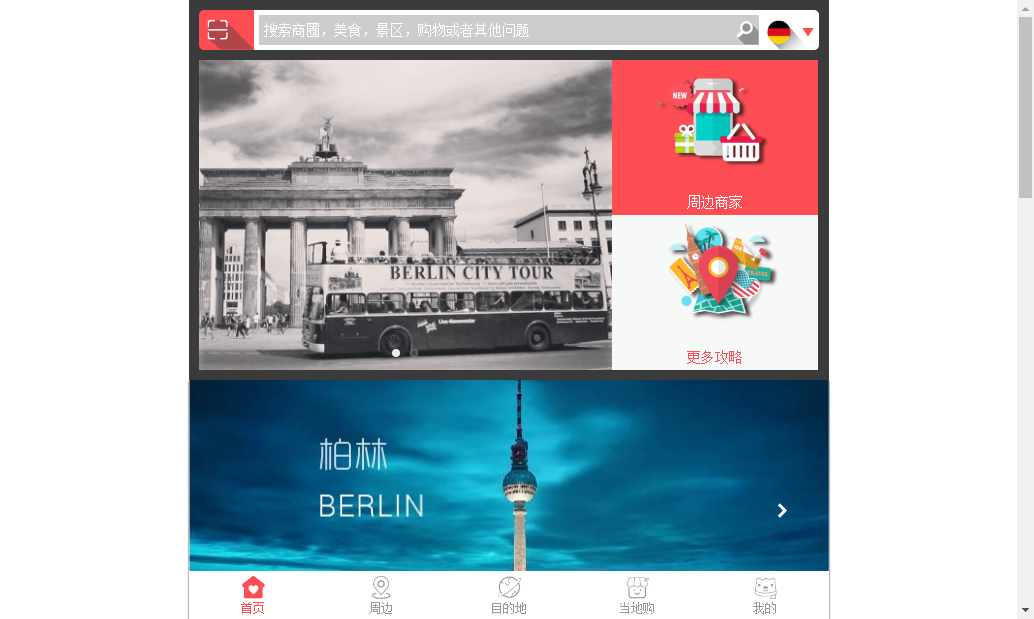 搜索商圈，美食，景区，购物或者其他问题
NEW
周边商家
BERLIN CITY TOUR
Live-Kommentar
更多攻略
柏林
BERLIN
首页
周边
目的地
当地购
我的